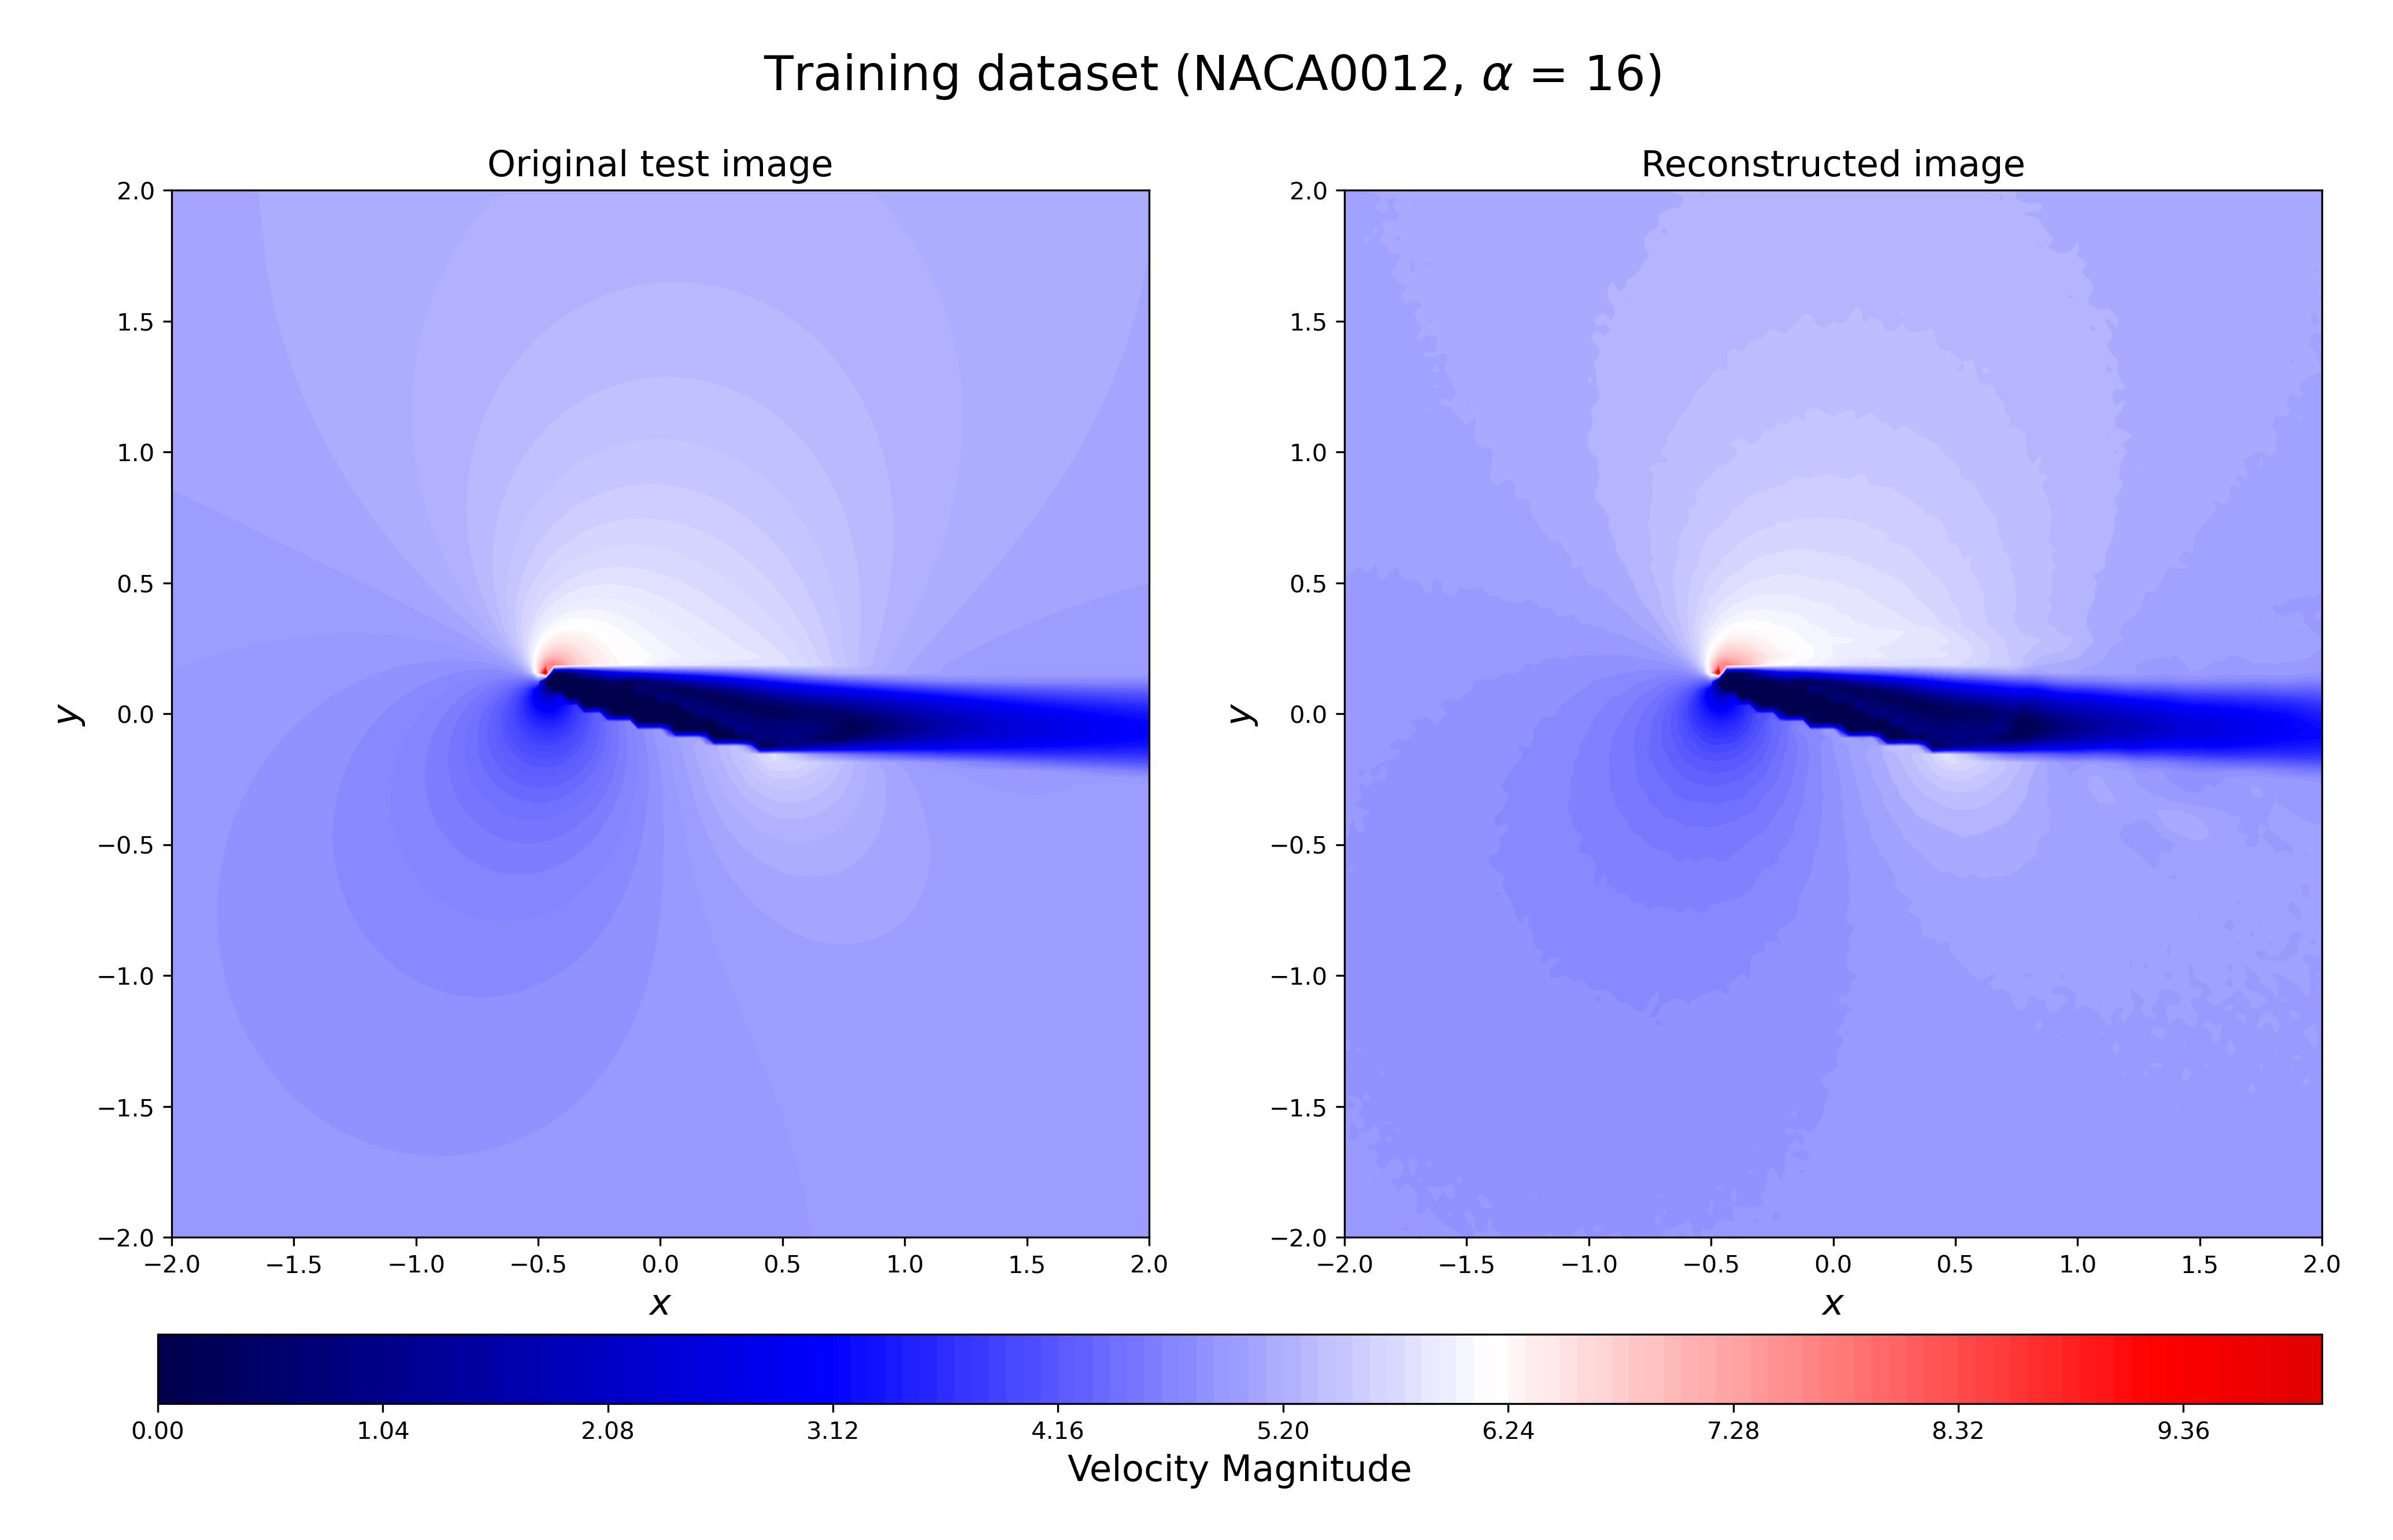 Training dataset (NACA0012, α = 16)
Original test image
Reconstructed image
2.0
1.5
1.0
0.5
0.0
−0.5
−1.0
−1.5
−2.0
y
−2.0 −1.5 −1.0 −0.5 0.0 0.5 1.0 1.5 2.0
x
2.0
1.5
1.0
0.5
0.0
−0.5
−1.0
−1.5
−2.0
y
−2.0 −1.5 −1.0 −0.5 0.0 0.5 1.0 1.5 2.0
x
0.00 1.04 2.08 3.12 4.16 5.20 6.24 7.28 8.32 9.36
Velocity Magnitude